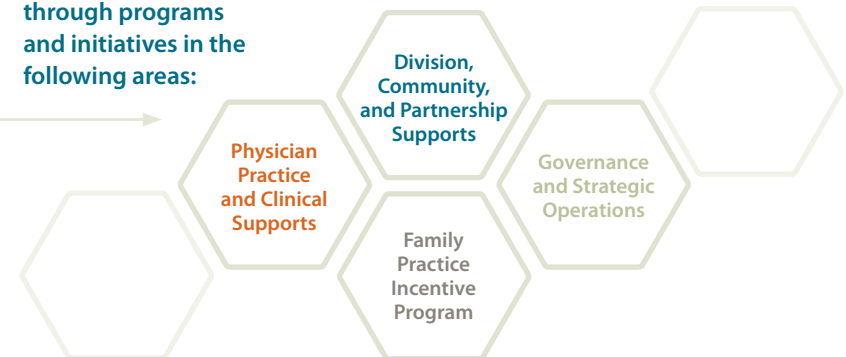 through programs
and initiatives in the
following areas:
Division,
Community,
and Partnership
Supports
Physician
Practice
and Clinical
Supports
Governance
and Strategic
Operations
Family
Practice
Incentive
Program